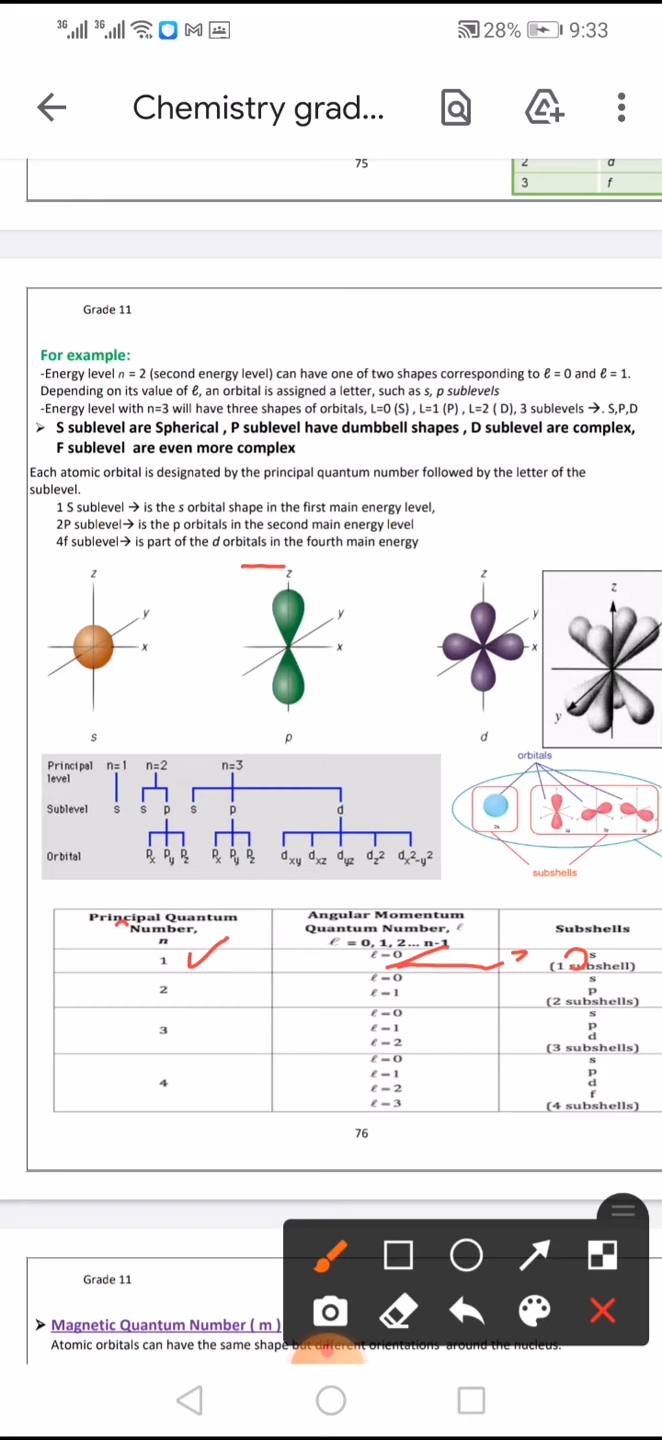 3G 3G 28% 9:33
Chemistry grad...
75
2 d
3 f
Grade 11
For example:
-Energy level n = 2 (second energy level) can have one of two shapes corresponding to ℓ = 0 and ℓ = 1.
Depending on its value of ℓ, an orbital is assigned a letter, such as s, p sublevels
-Energy level with n=3 will have three shapes of orbitals, L=0 (S) , L=1 (P) , L=2 ( D), 3 sublevels →. S,P,D
➢ S sublevel are Spherical , P sublevel have dumbbell shapes , D sublevel are complex,
F sublevel are even more complex
Each atomic orbital is designated by the principal quantum number followed by the letter of the
sublevel.
1 S sublevel → is the s orbital shape in the first main energy level,
2P sublevel→ is the p orbitals in the second main energy level
4f sublevel→ is part of the d orbitals in the fourth main energy
z z z z
y y y
x x x
y
s p d
orbitals
Principal n=1 n=2 n=3
level
Sublevel s s p s p d
Orbital Px Py Pz Px Py Pz dxy dxz dyz dz² dx²-y²
subshells
Principal Quantum Number, n Angular Momentum Quantum Number, ℓ ℓ = 0, 1, 2... n-1 Subshells
1 ℓ = 0 s (1 subshell)
2 ℓ = 0 ℓ = 1 s p (2 subshells)
3 ℓ = 0 ℓ = 1 ℓ = 2 s p d (3 subshells)
4 ℓ = 0 ℓ = 1 ℓ = 2 ℓ = 3 s p d f (4 subshells)
76
Grade 11
➢ Magnetic Quantum Number ( m )
Atomic orbitals can have the same shape but different orientations around the nucleus.